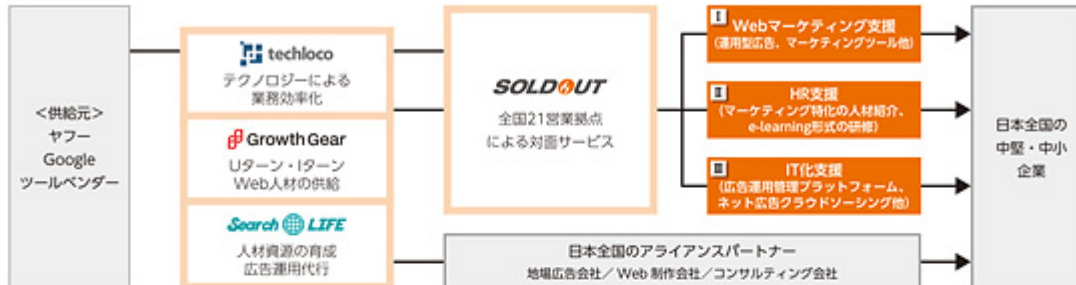 <供給元>
ヤフー
Google
ツールベンダー
techloco
テクノロジーによる
業務効率化
Growth Gear
Uターン・Iターン
Web人材の供給
Search LIFE
人材資源の育成
広告運用代行
SOLDOUT
全国21営業拠点
による対面サービス
I
Webマーケティング支援
(運用型広告、マーケティングツール他)
II
HR支援
(マーケティング特化の人材紹介、
e-learning形式の研修)
III
IT化支援
(広告運用管理プラットフォーム、
ネット広告クラウドソーシング他)
日本全国のアライアンスパートナー
地場広告会社/Web制作会社/コンサルティング会社
日本全国の
中堅・中小
企業